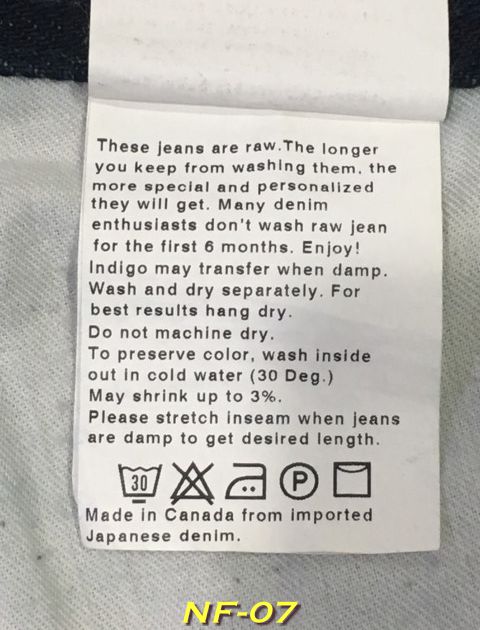 These jeans are raw.The longer
you keep from washing them, the
more special and personalized
they will get. Many denim
enthusiasts don't wash raw jean
for the first 6 months. Enjoy!
Indigo may transfer when damp.
Wash and dry separately. For
best results hang dry.
Do not machine dry.
To preserve color, wash inside
out in cold water (30 Deg.)
May shrink up to 3%.
Please stretch inseam when jeans
are damp to get desired length.
30 P
Made in Canada from imported
Japanese denim.
NF-07